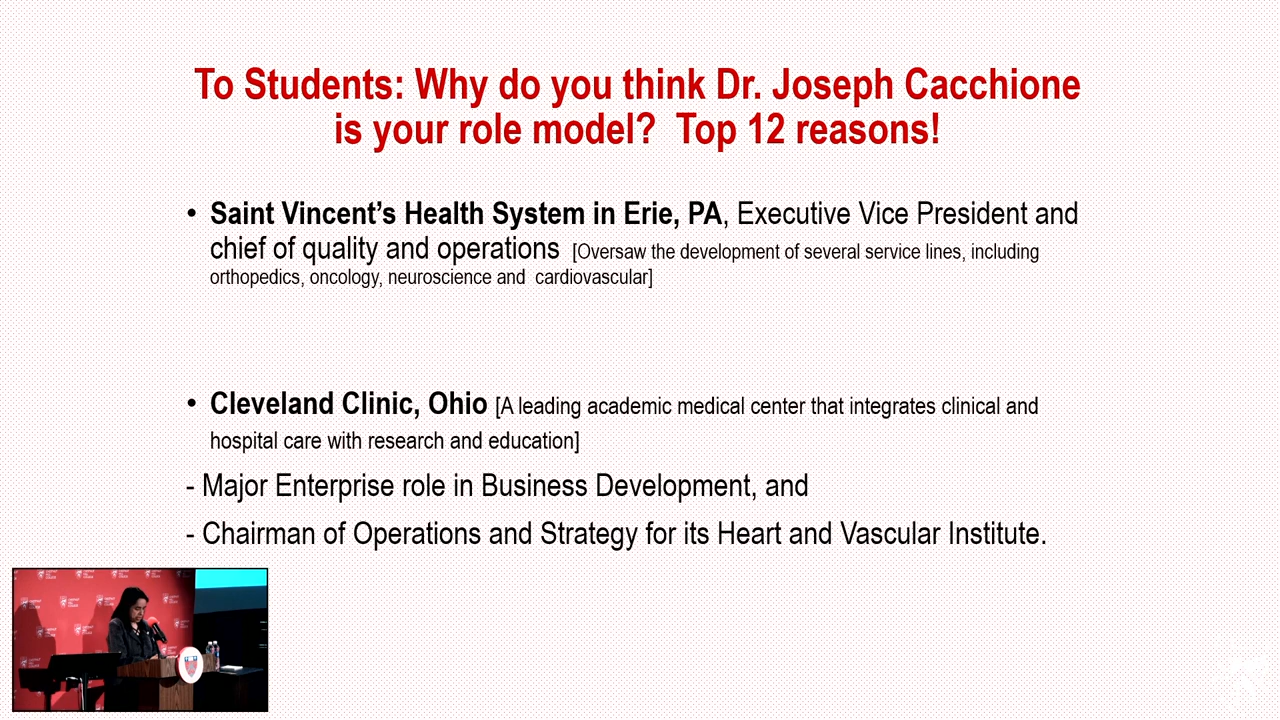 To Students: Why do you think Dr. Joseph Cacchione
is your role model?  Top 12 reasons!
• Saint Vincent’s Health System in Erie, PA, Executive Vice President and
chief of quality and operations  [Oversaw the development of several service lines, including
orthopedics, oncology, neuroscience and  cardiovascular]
• Cleveland Clinic, Ohio [A leading academic medical center that integrates clinical and
hospital care with research and education]
- Major Enterprise role in Business Development, and
- Chairman of Operations and Strategy for its Heart and Vascular Institute.